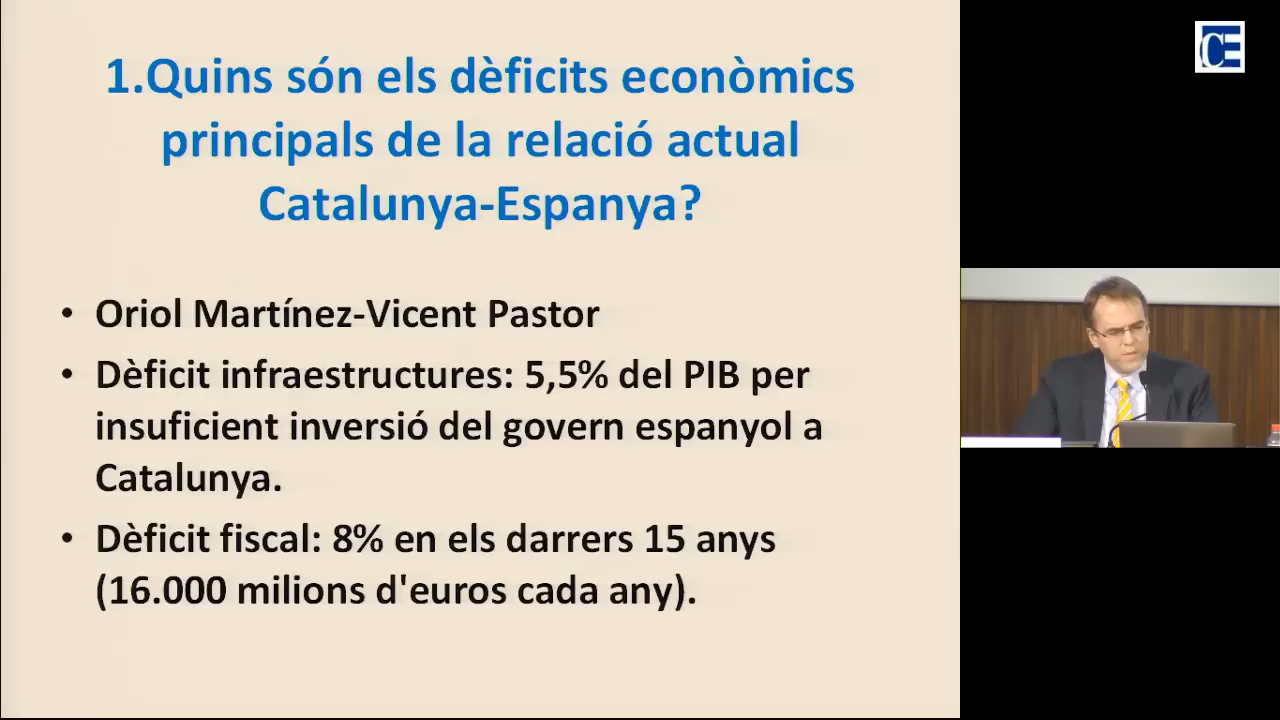 1.Quins són els dèficits econòmics
principals de la relació actual
Catalunya-Espanya?
• Oriol Martínez-Vicent Pastor
• Dèficit infraestructures: 5,5% del PIB per
insuficient inversió del govern espanyol a
Catalunya.
• Dèficit fiscal: 8% en els darrers 15 anys
(16.000 milions d'euros cada any).
CE